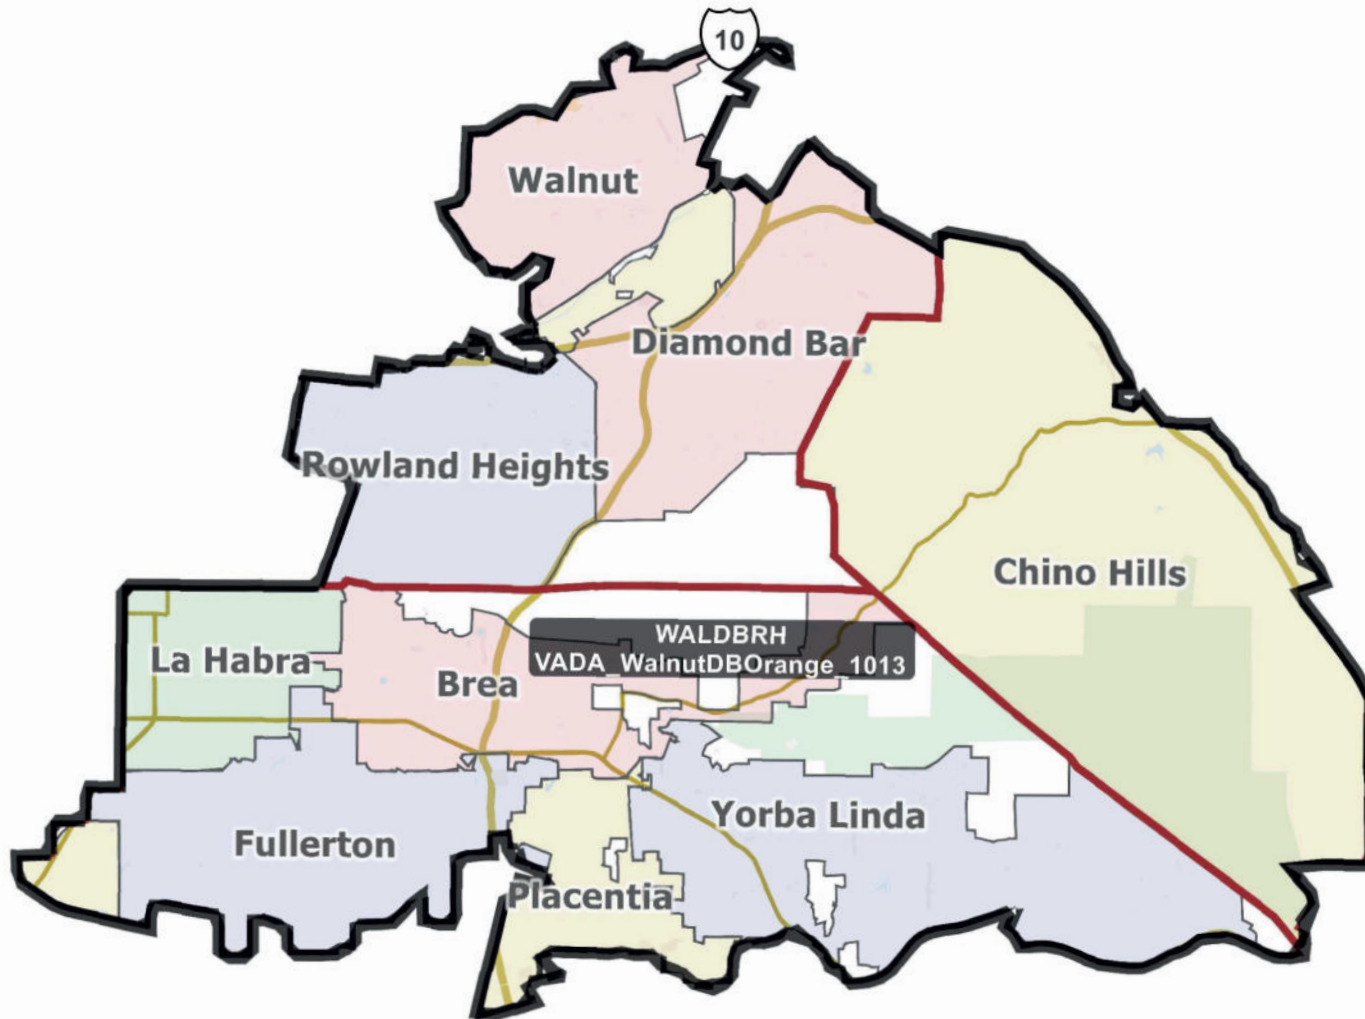 10
Walnut
Diamond Bar
Rowland Heights
Chino Hills
WALDBRH
VADA_WalnutDBOrange_1013
La Habra
Brea
Yorba Linda
Fullerton
Placentia